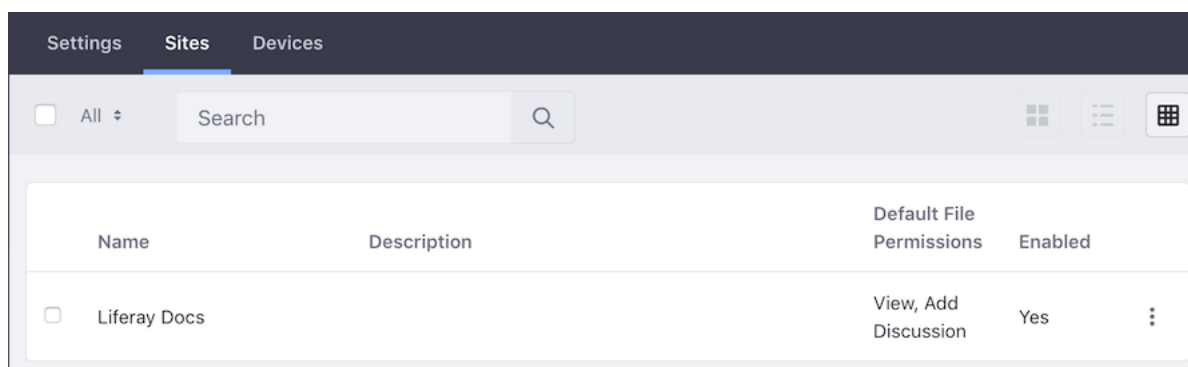 Settings Sites Devices
All Search
Default File
Name Description Permissions Enabled
View, Add
Liferay Docs Discussion Yes